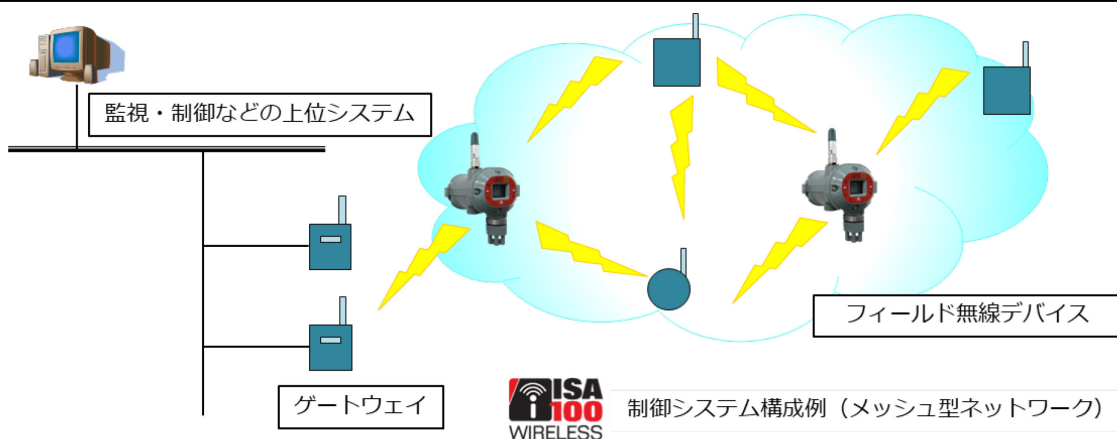 監視・制御などの上位システム
フィールド無線デバイス
ゲートウェイ
ISA
100
WIRELESS
制御システム構成例(メッシュ型ネットワーク)